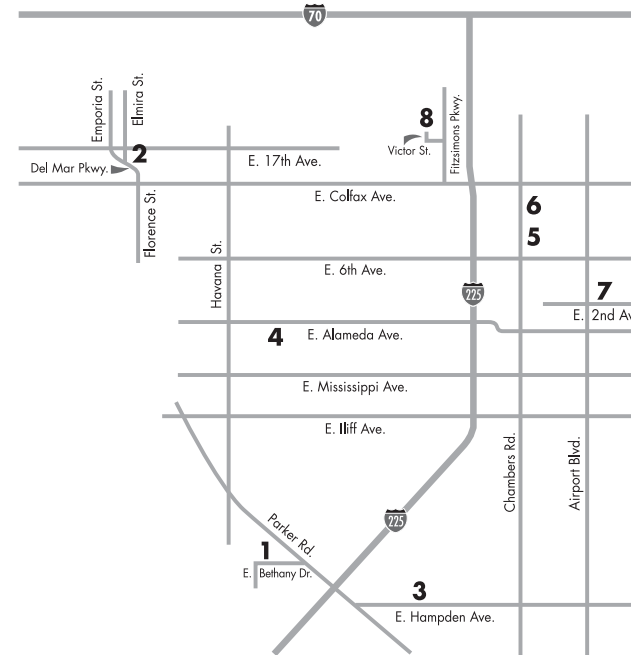 70
Emporia St.
Elmira St.
8
2
Victor St.
Fitzsimons Pkwy.
E. 17th Ave.
Del Mar Pkwy.
E. Colfax Ave.
6
Florence St.
5
Havana St.
E. 6th Ave.
225
7
E. 2nd Av
4
E. Alameda Ave.
E. Mississippi Ave.
E. Iliff Ave.
Chambers Rd.
Airport Blvd.
225
Parker Rd.
1
E. Bethany Dr.
3
E. Hampden Ave.